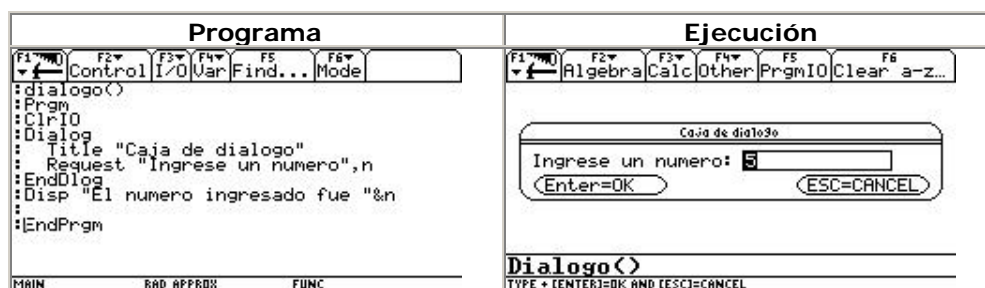 Programa
F1 F2 F3 F4 F5 F6
Control I/O Var Find... Mode
:dialogo()
:Prgm
:ClrIO
:Dialog
: Title "Caja de dialogo"
: Request "Ingrese un numero",n
:EndDlog
:Disp "El numero ingresado fue "&n
:
:EndPrgm
MAIN RAD APPROX FUNC
Ejecución
F1 F2 F3 F4 F5 F6
Algebra Calc Other PrgmIO Clear a-z...
Caja de dialogo
Ingrese un numero: 5
Enter=OK ESC=CANCEL
Dialogo()
TYPE + [ENTER]=OK AND [ESC]=CANCEL